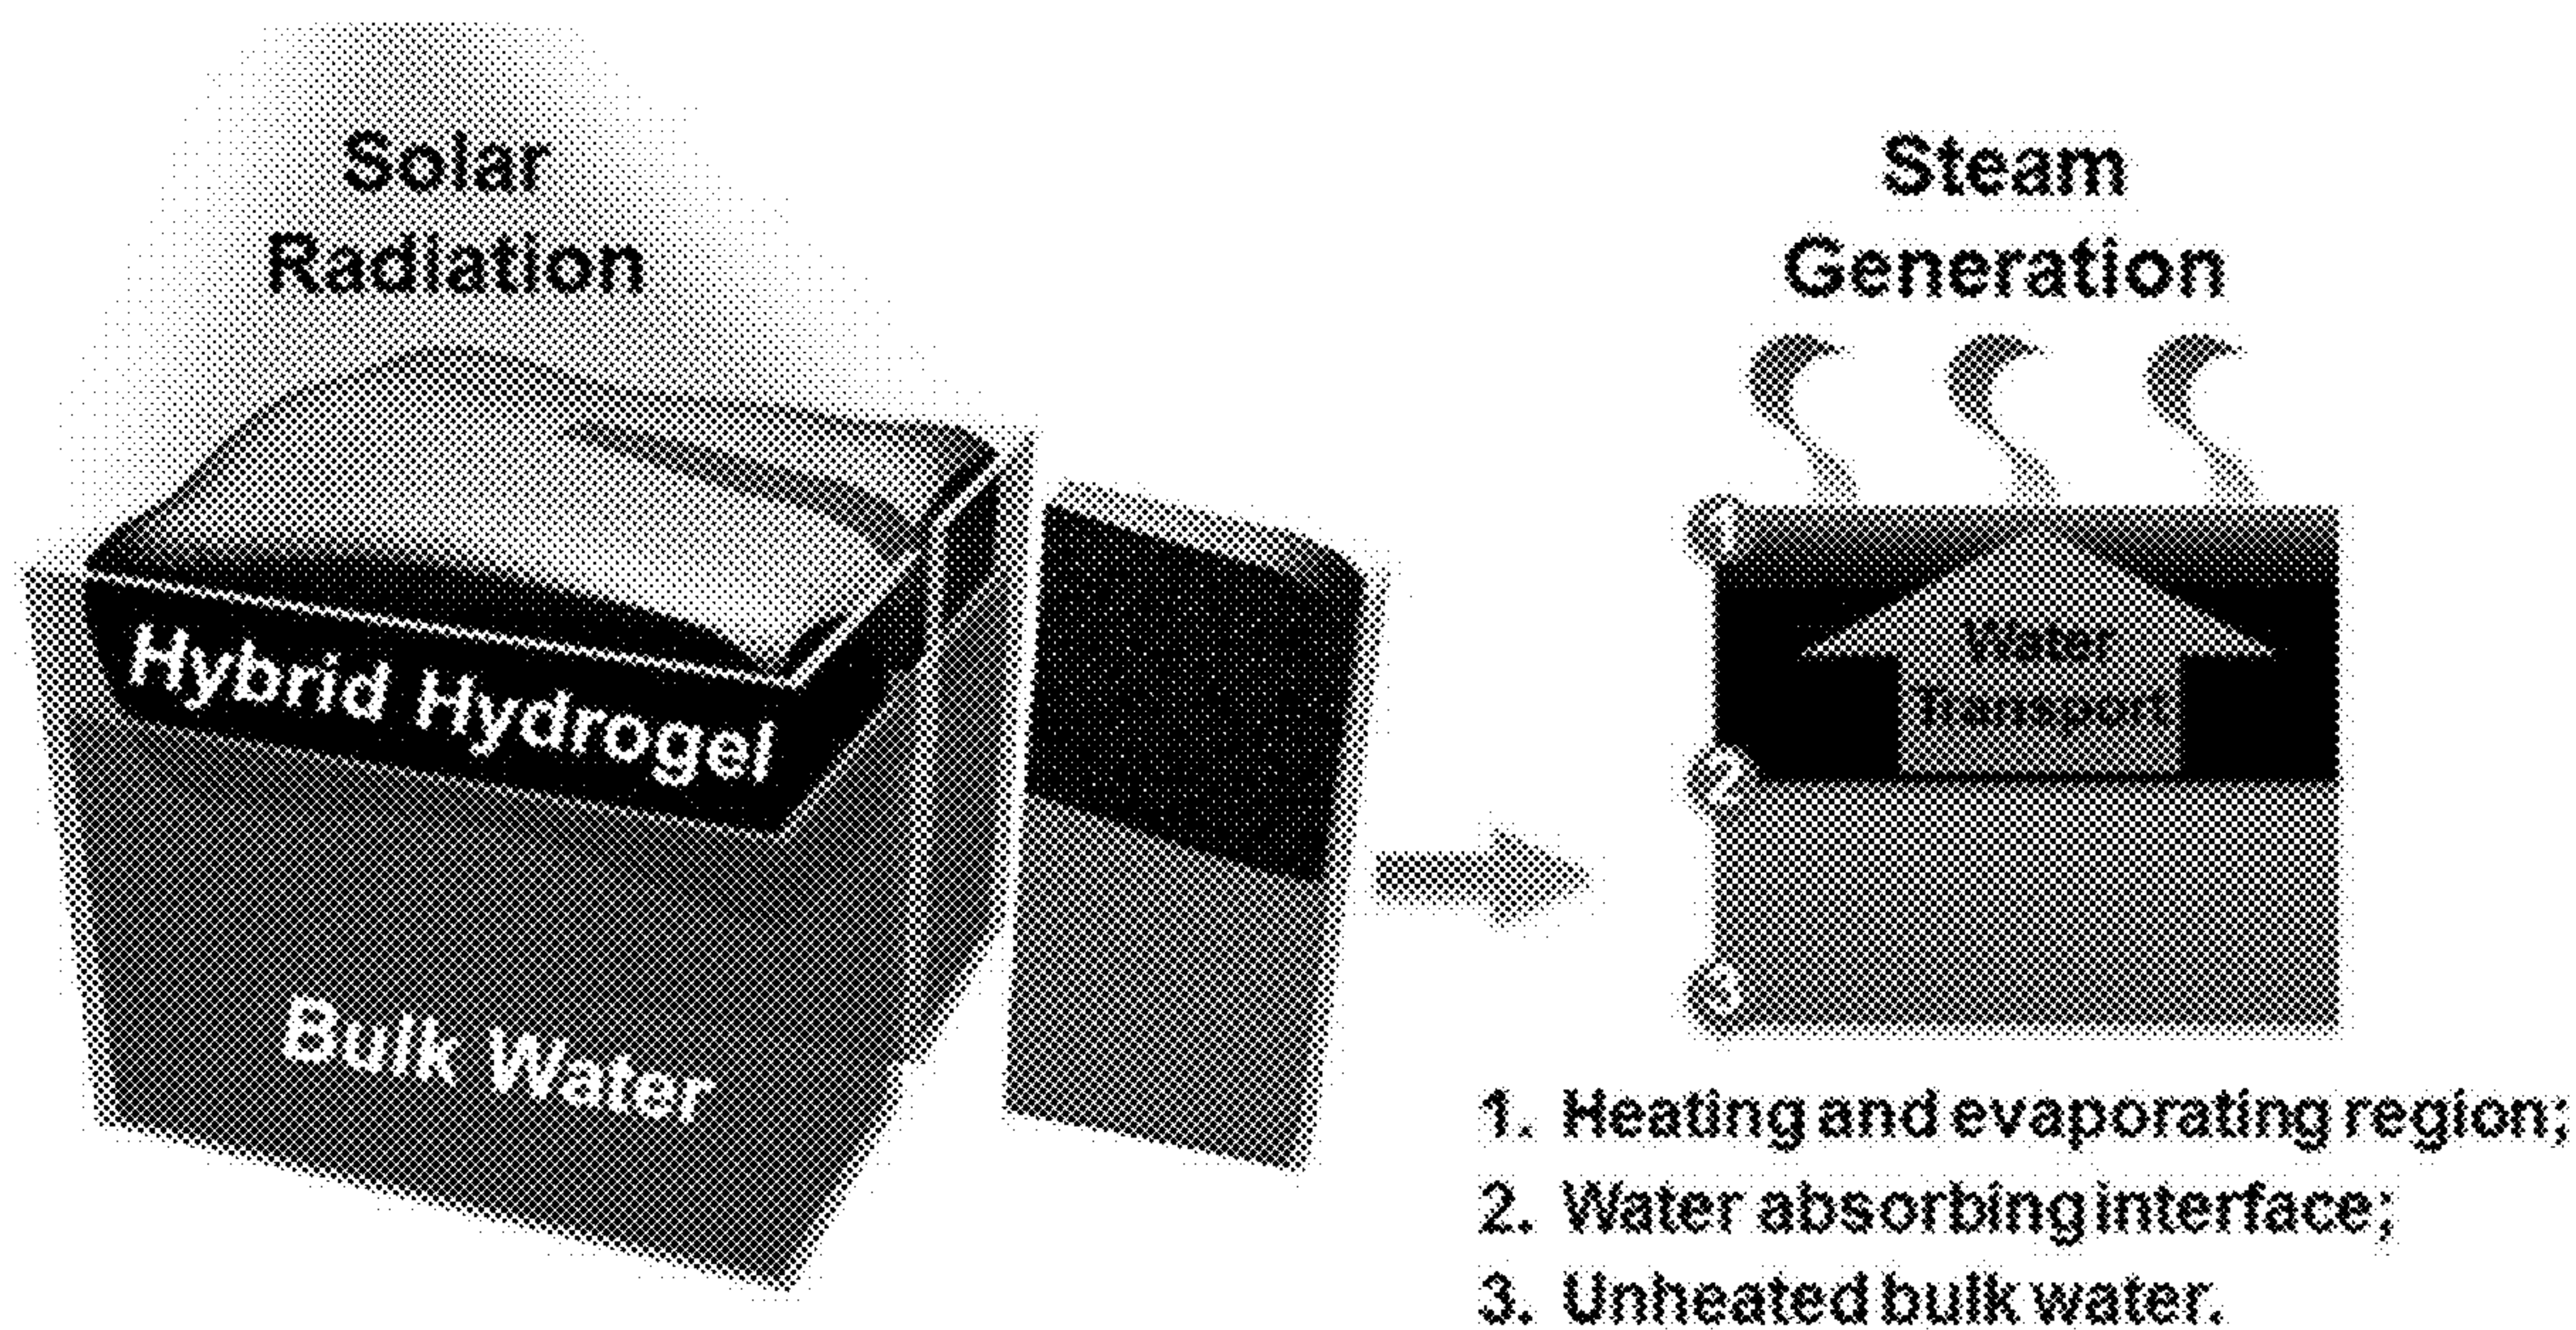 Solar
Radiation
Hybrid Hydrogel
Bulk Water
Steam
Generation
1
Water
Transport
2
3
1. Heating and evaporating region;
2. Water absorbing interface;
3. Unheated bulk water.